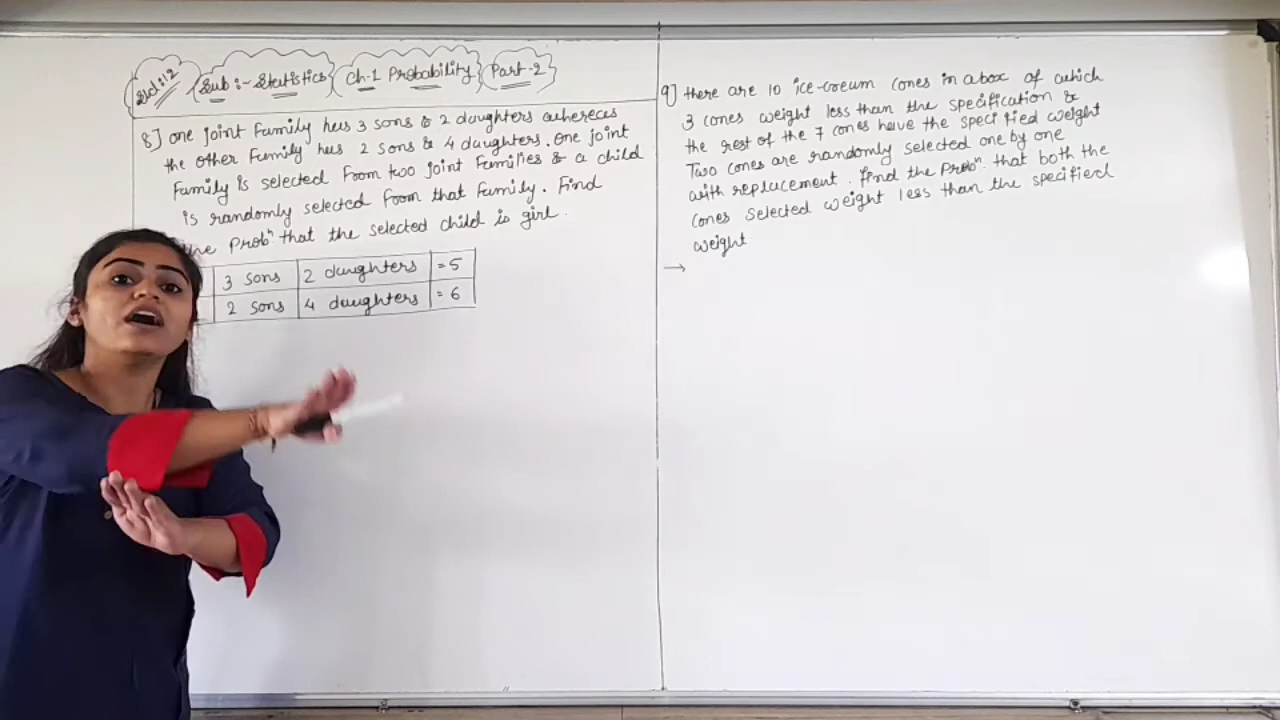 Std:12 Sub :- Statistics Ch-1 Probability Part-2
8] One joint Family has 3 sons & 2 daughters whereas
the other Family has 2 sons & 4 daughters. One joint
Family is selected From two joint Families & a child
is randomly selected From that Family. Find
the Probⁿ that the selected child is girl.
3 sons 2 daughters = 5
2 sons 4 daughters = 6
9] there are 10 ice-cream cones in a box of which
3 cones weight less than the specification &
the rest of the 7 cones have the specified weight
Two cones are randomly selected one by one
with replacement. find the Probⁿ. that both the
cones selected weight less than the specified
weight
→